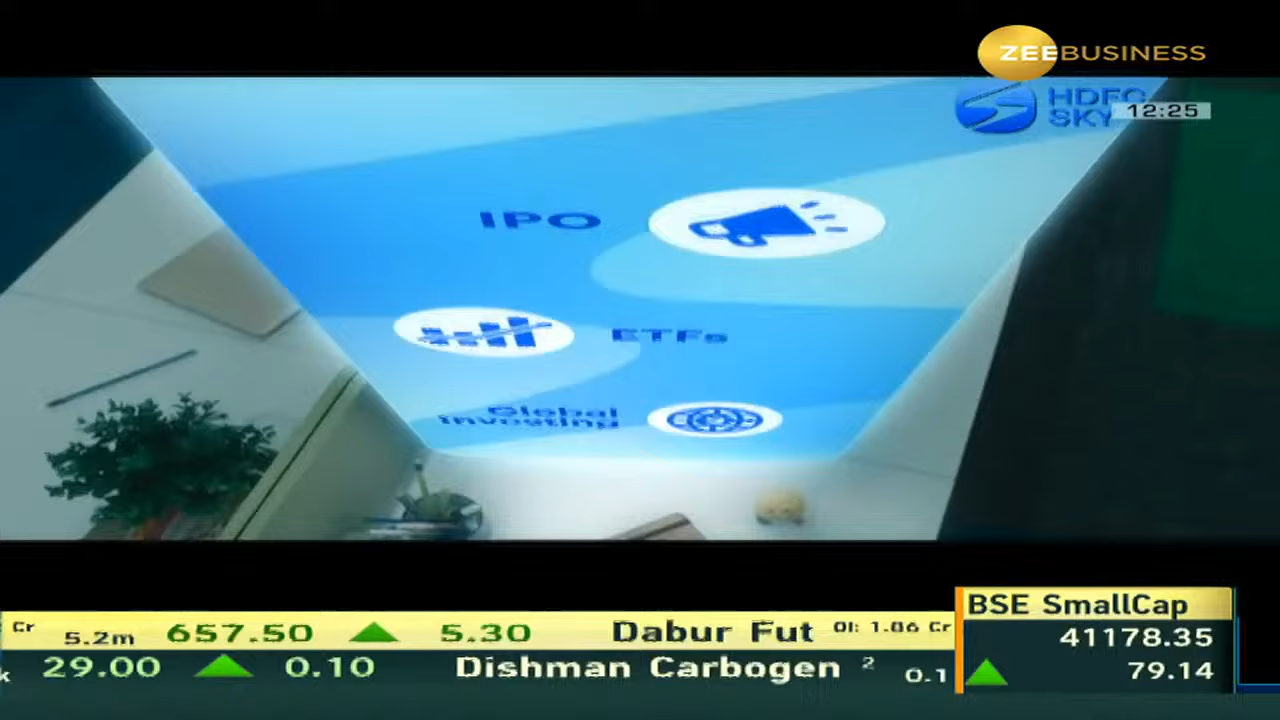 ZEEBUSINESS
HDFC
SKY
12:25
IPO
ETFs
Global
Investing
Cr 5.2m 657.50 5.30 Dabur Fut OI: 1.86 Cr
29.00 0.10 Dishman Carbogen 2 0.1
BSE SmallCap
41178.35
79.14